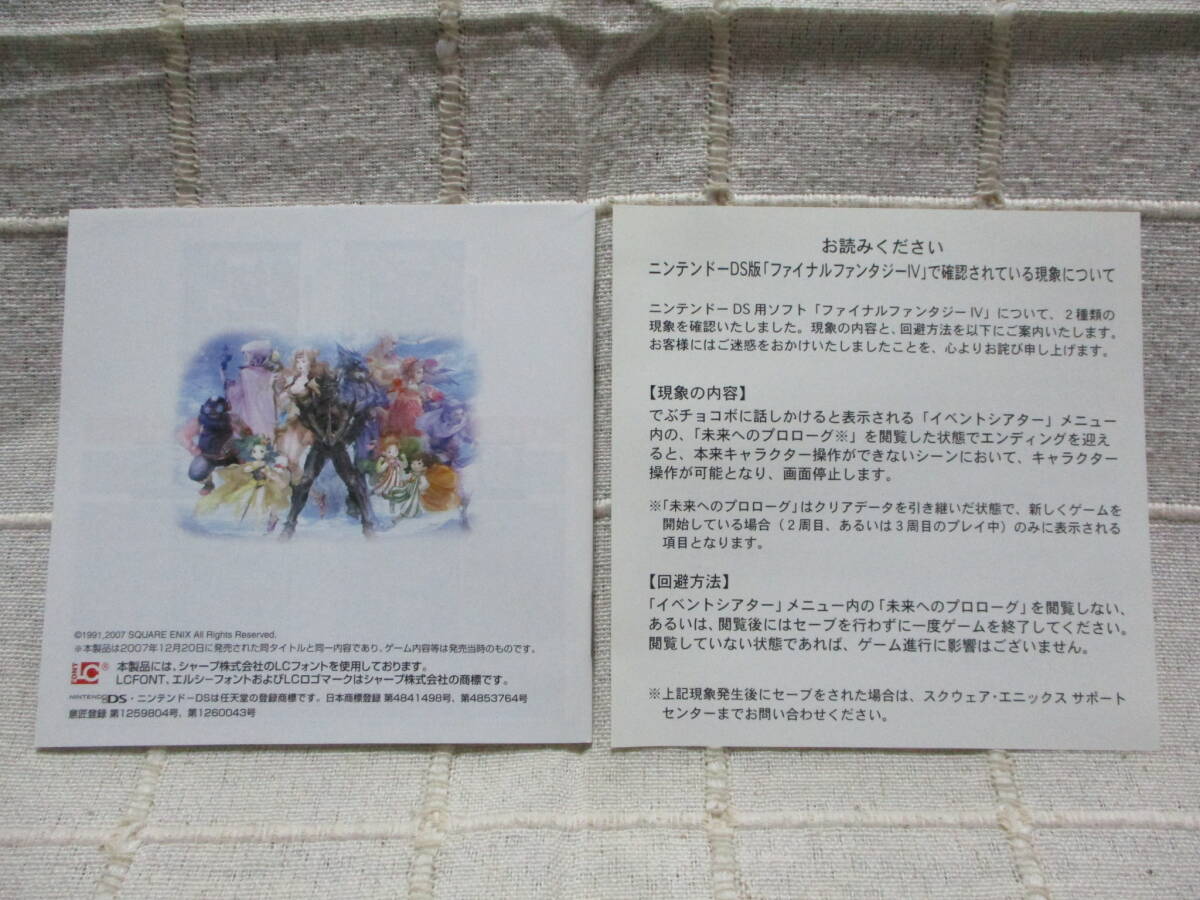 ©1991,2007 SQUARE ENIX All Rights Reserved.
※本製品は2007年12月20日に発売された同タイトルと同一内容であり、ゲーム内容等は発売当時のものです。
LC FONT ® 本製品には、シャープ株式会社のLCフォントを使用しております。
LCFONT、エルシーフォントおよびLCロゴマークはシャープ株式会社の商標です。
NINTENDO DS・ニンテンドーDSは任天堂の登録商標です。日本商標登録 第4841498号、第4853764号
意匠登録 第1259804号、第1260043号
お読みください
ニンテンドーDS版「ファイナルファンタジーIV」で確認されている現象について
ニンテンドー DS 用ソフト「ファイナルファンタジー IV」について、２種類の
現象を確認いたしました。現象の内容と、回避方法を以下にご案内いたします。
お客様にはご迷惑をおかけいたしましたことを、心よりお詫び申し上げます。
【現象の内容】
でぶチョコボに話しかけると表示される「イベントシアター」メニュー
内の、「未来へのプロローグ※」を閲覧した状態でエンディングを迎え
ると、本来キャラクター操作ができないシーンにおいて、キャラクター
操作が可能となり、画面停止します。
※「未来へのプロローグ」はクリアデータを引き継いだ状態で、新しくゲームを
開始している場合（２周目、あるいは３周目のプレイ中）のみに表示される
項目となります。
【回避方法】
「イベントシアター」メニュー内の「未来へのプロローグ」を閲覧しない、
あるいは、閲覧後にはセーブを行わずに一度ゲームを終了してください。
閲覧していない状態であれば、ゲーム進行に影響はございません。
※上記現象発生後にセーブをされた場合は、スクウェア・エニックス サポート
センターまでお問い合わせください。